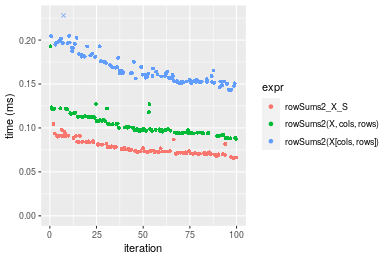 0.20
0.15
0.10
0.05
0.00
time (ms)
0
25
50
75
100
iteration
expr
rowSums2_X_S
rowSums2(X, cols, rows)
rowSums2(X[cols, rows])